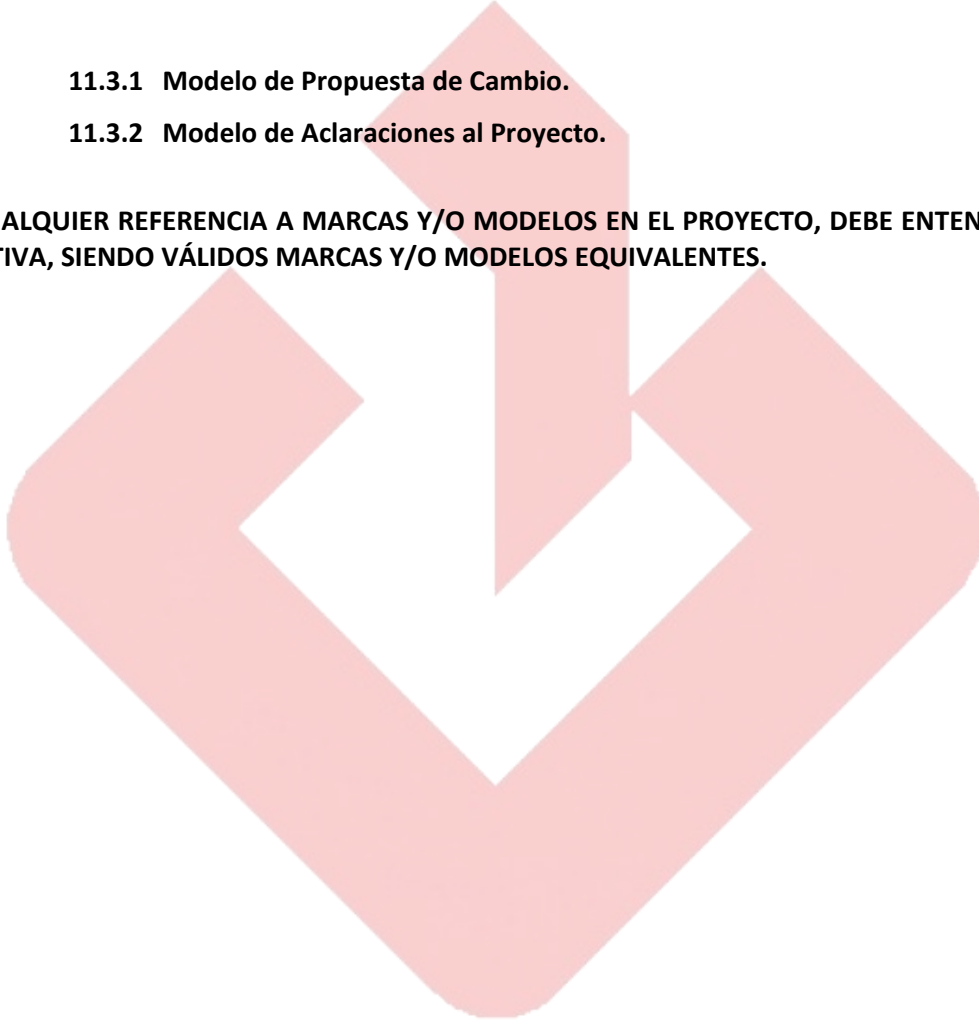 11.3.1 Modelo de Propuesta de Cambio.
11.3.2 Modelo de Aclaraciones al Proyecto.
ALQUIER REFERENCIA A MARCAS Y/O MODELOS EN EL PROYECTO, DEBE ENTEN
TIVA, SIENDO VÁLIDOS MARCAS Y/O MODELOS EQUIVALENTES.